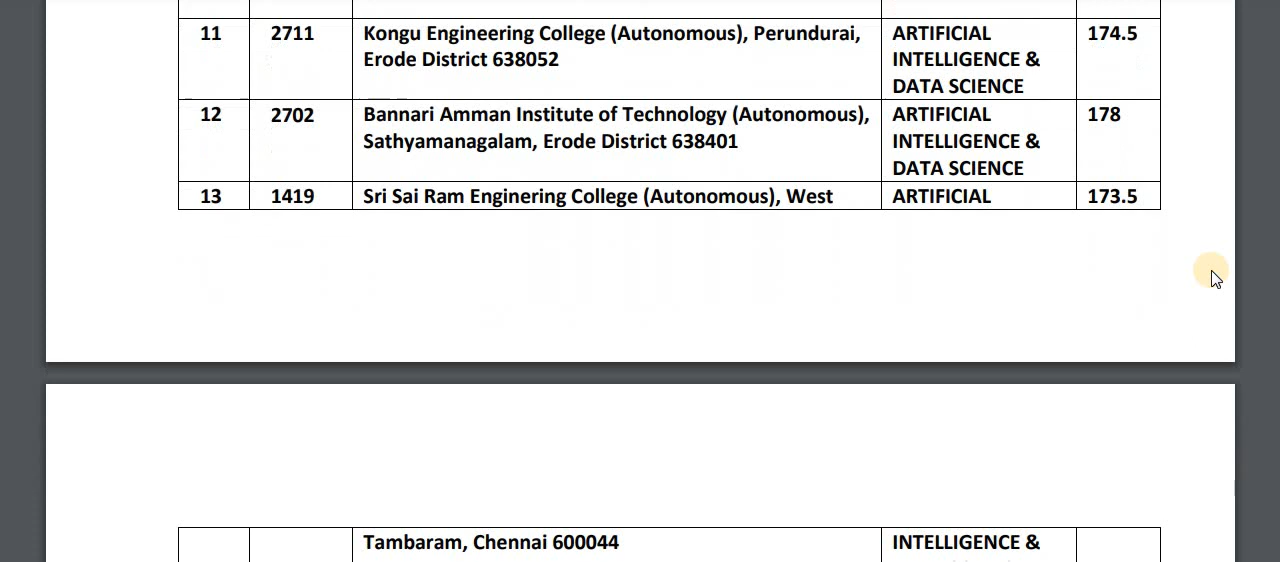 11 2711 Kongu Engineering College (Autonomous), Perundurai, ARTIFICIAL 174.5
Erode District 638052 INTELLIGENCE &
DATA SCIENCE
12 2702 Bannari Amman Institute of Technology (Autonomous), ARTIFICIAL 178
Sathyamanagalam, Erode District 638401 INTELLIGENCE &
DATA SCIENCE
13 1419 Sri Sai Ram Enginering College (Autonomous), West ARTIFICIAL 173.5
Tambaram, Chennai 600044 INTELLIGENCE &